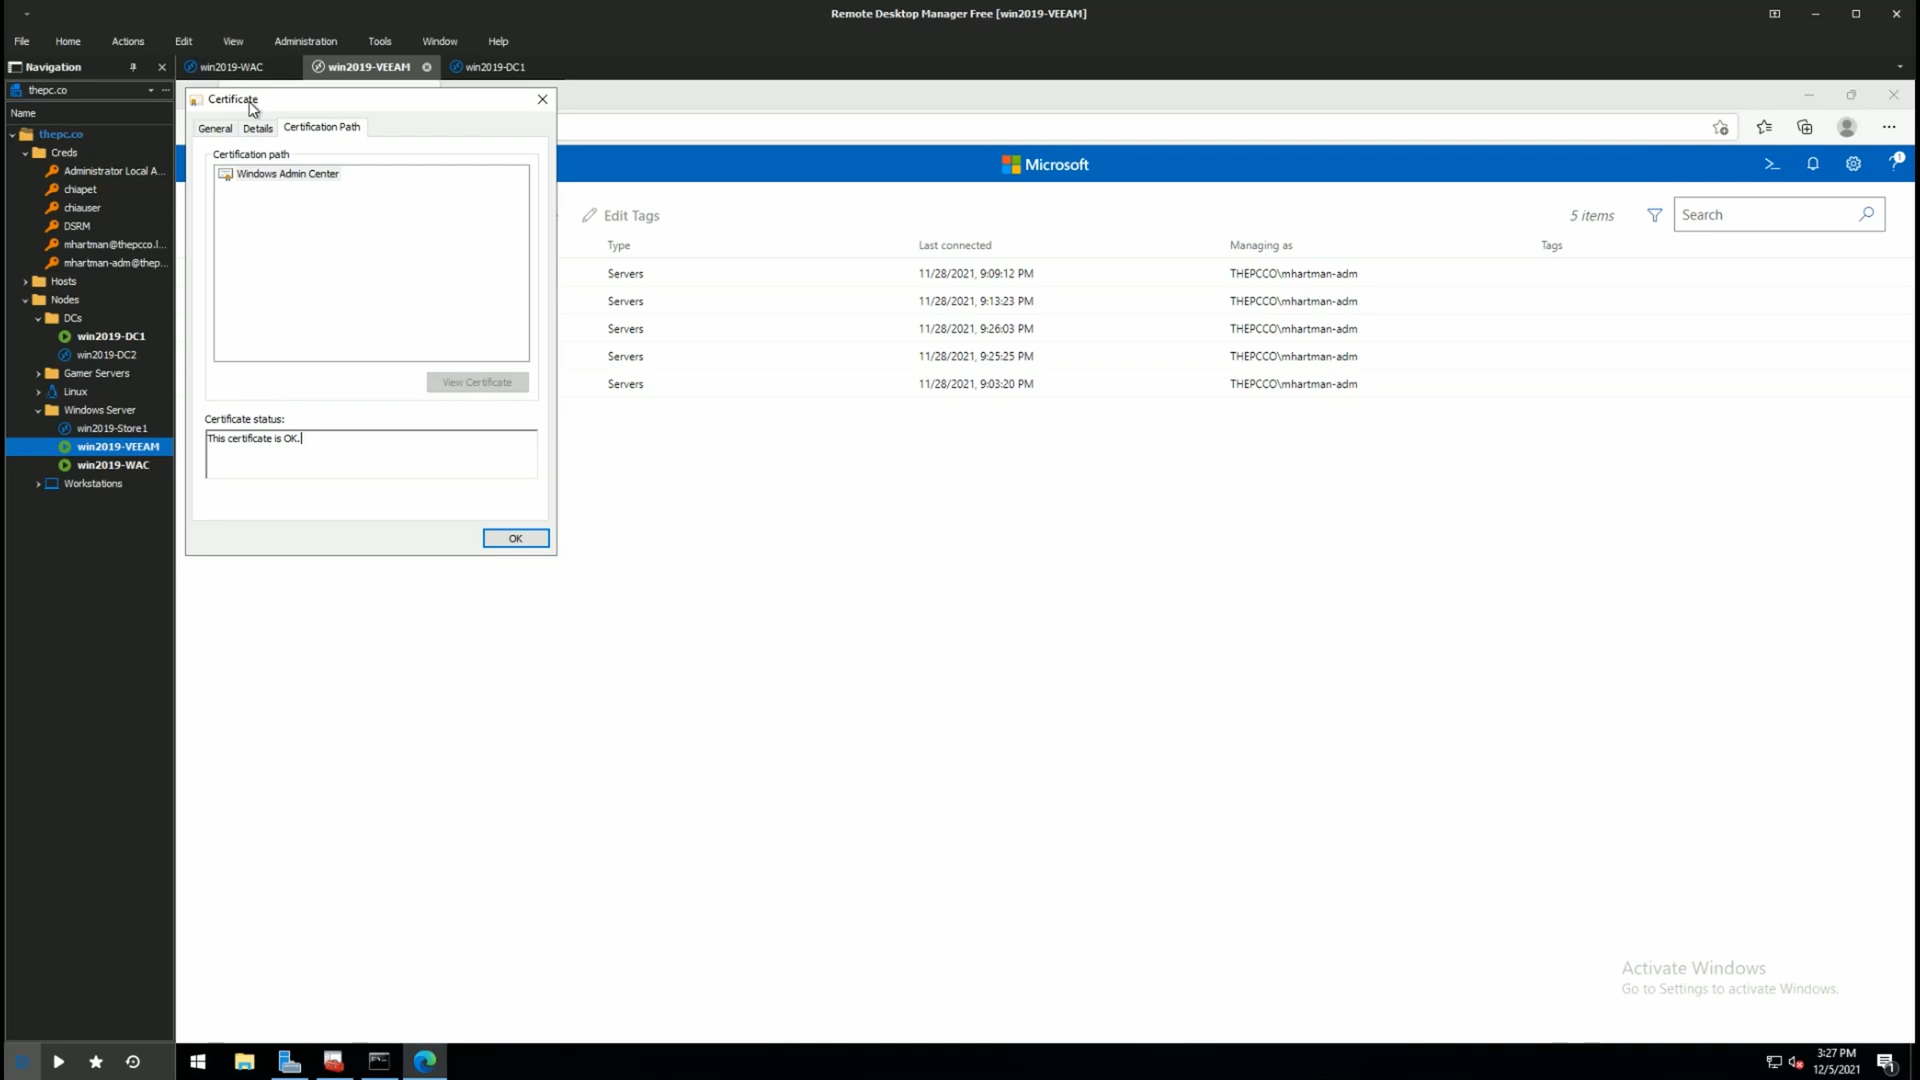 Remote Desktop Manager Free [win2019-VEEAM]
File Home Actions Edit View Administration Tools Window Help
Navigation
win2019-WAC win2019-VEEAM win2019-DC1
thepc.co
Name
thepc.co
Creds
Administrator Local A...
chiapet
chiauser
DSRM
mhartman@thepcco.l...
mhartman-adm@thep...
Hosts
Nodes
DCs
win2019-DC1
win2019-DC2
Gamer Servers
Linux
Windows Server
win2019-Store1
win2019-VEEAM
win2019-WAC
Workstations
Certificate
General Details Certification Path
Certification path
Windows Admin Center
View Certificate
Certificate status:
This certificate is OK.
OK
Microsoft
1
Edit Tags
5 items
Search
Type Last connected Managing as Tags
Servers 11/28/2021, 9:09:12 PM THEPCCO\mhartman-adm
Servers 11/28/2021, 9:13:23 PM THEPCCO\mhartman-adm
Servers 11/28/2021, 9:26:03 PM THEPCCO\mhartman-adm
Servers 11/28/2021, 9:25:25 PM THEPCCO\mhartman-adm
Servers 11/28/2021, 9:03:20 PM THEPCCO\mhartman-adm
Activate Windows
Go to Settings to activate Windows.
3:27 PM
12/5/2021
1